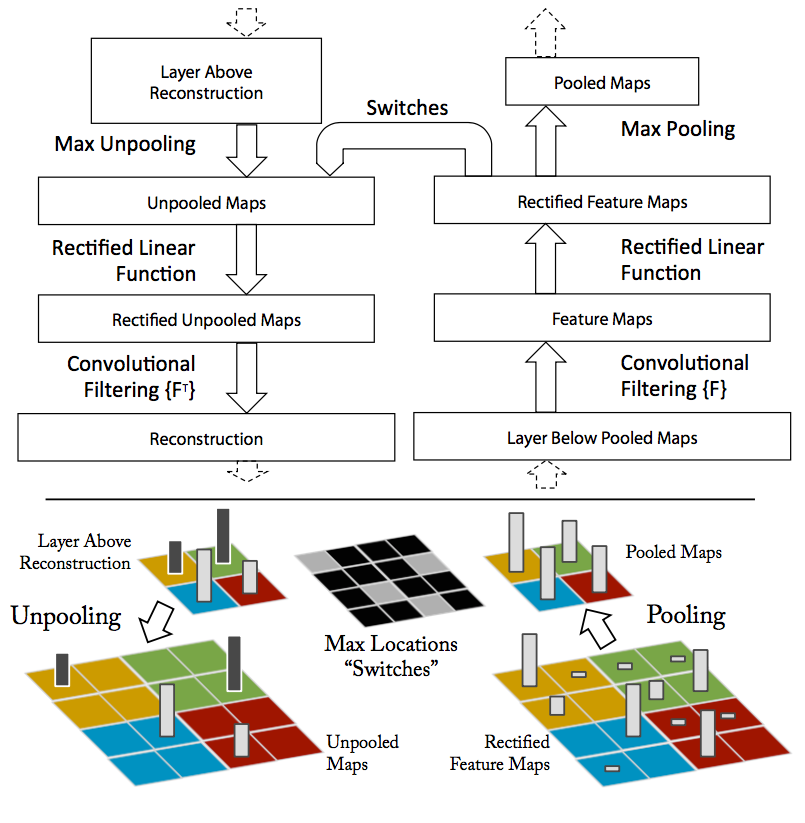 Layer Above
Reconstruction
Pooled Maps
Switches
Max Unpooling
Max Pooling
Unpooled Maps
Rectified Feature Maps
Rectified Linear
Function
Rectified Linear
Function
Rectified Unpooled Maps
Feature Maps
Convolutional
Filtering {Fᵀ}
Convolutional
Filtering {F}
Reconstruction
Layer Below Pooled Maps
Layer Above
Reconstruction
Pooled Maps
Unpooling
Pooling
Max Locations
“Switches”
Unpooled
Maps
Rectified
Feature Maps